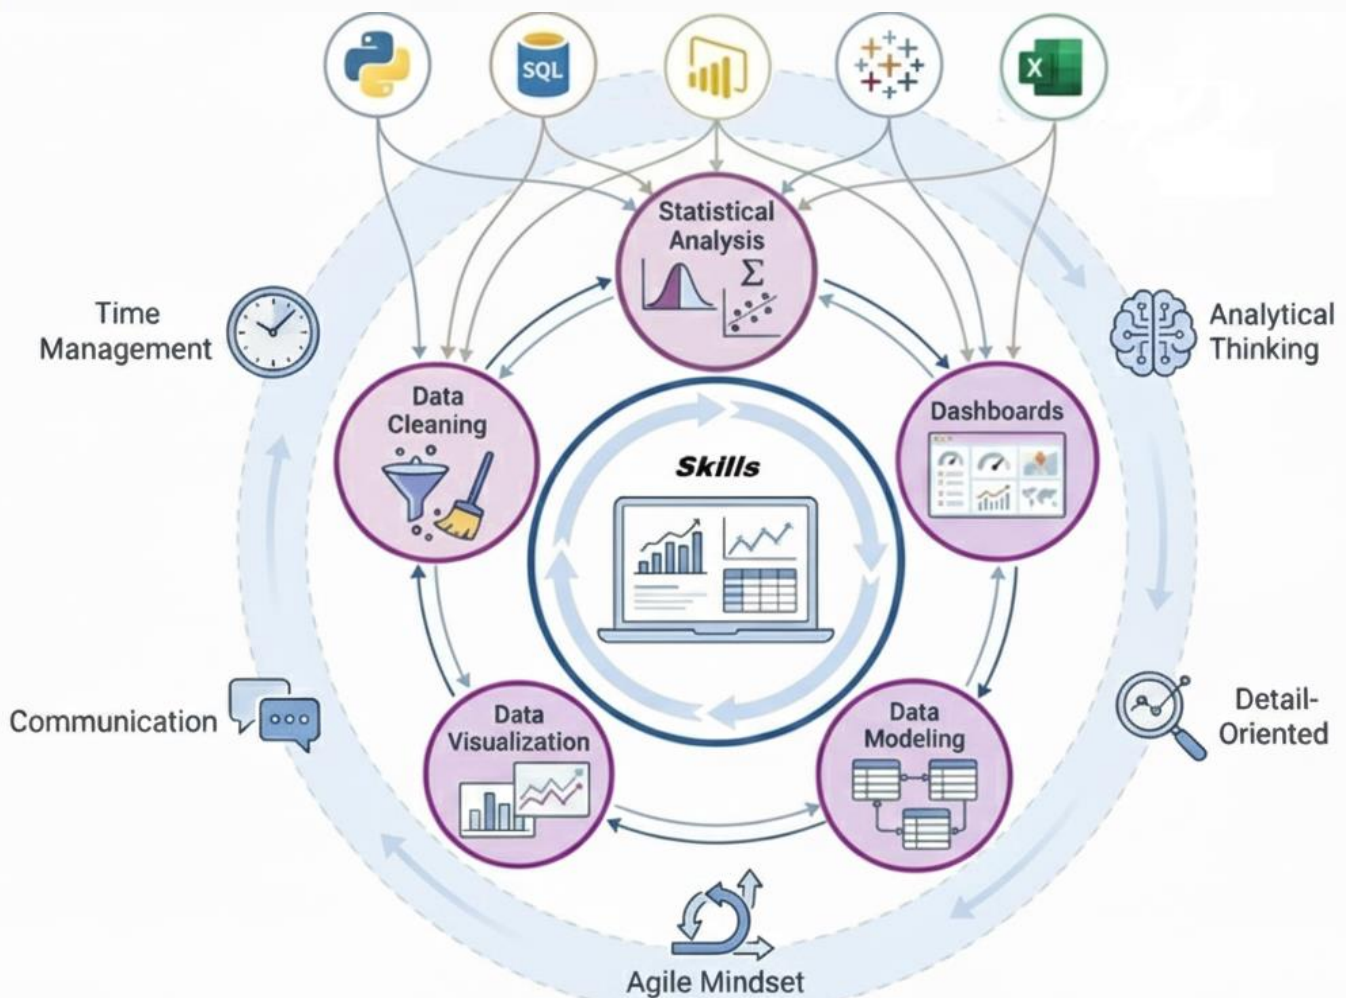 SQL
X
Statistical
Analysis
Σ
Time
Management
Analytical
Thinking
Data
Cleaning
Dashboards
Skills
Communication
Data
Visualization
Data
Modeling
Detail-
Oriented
Agile Mindset